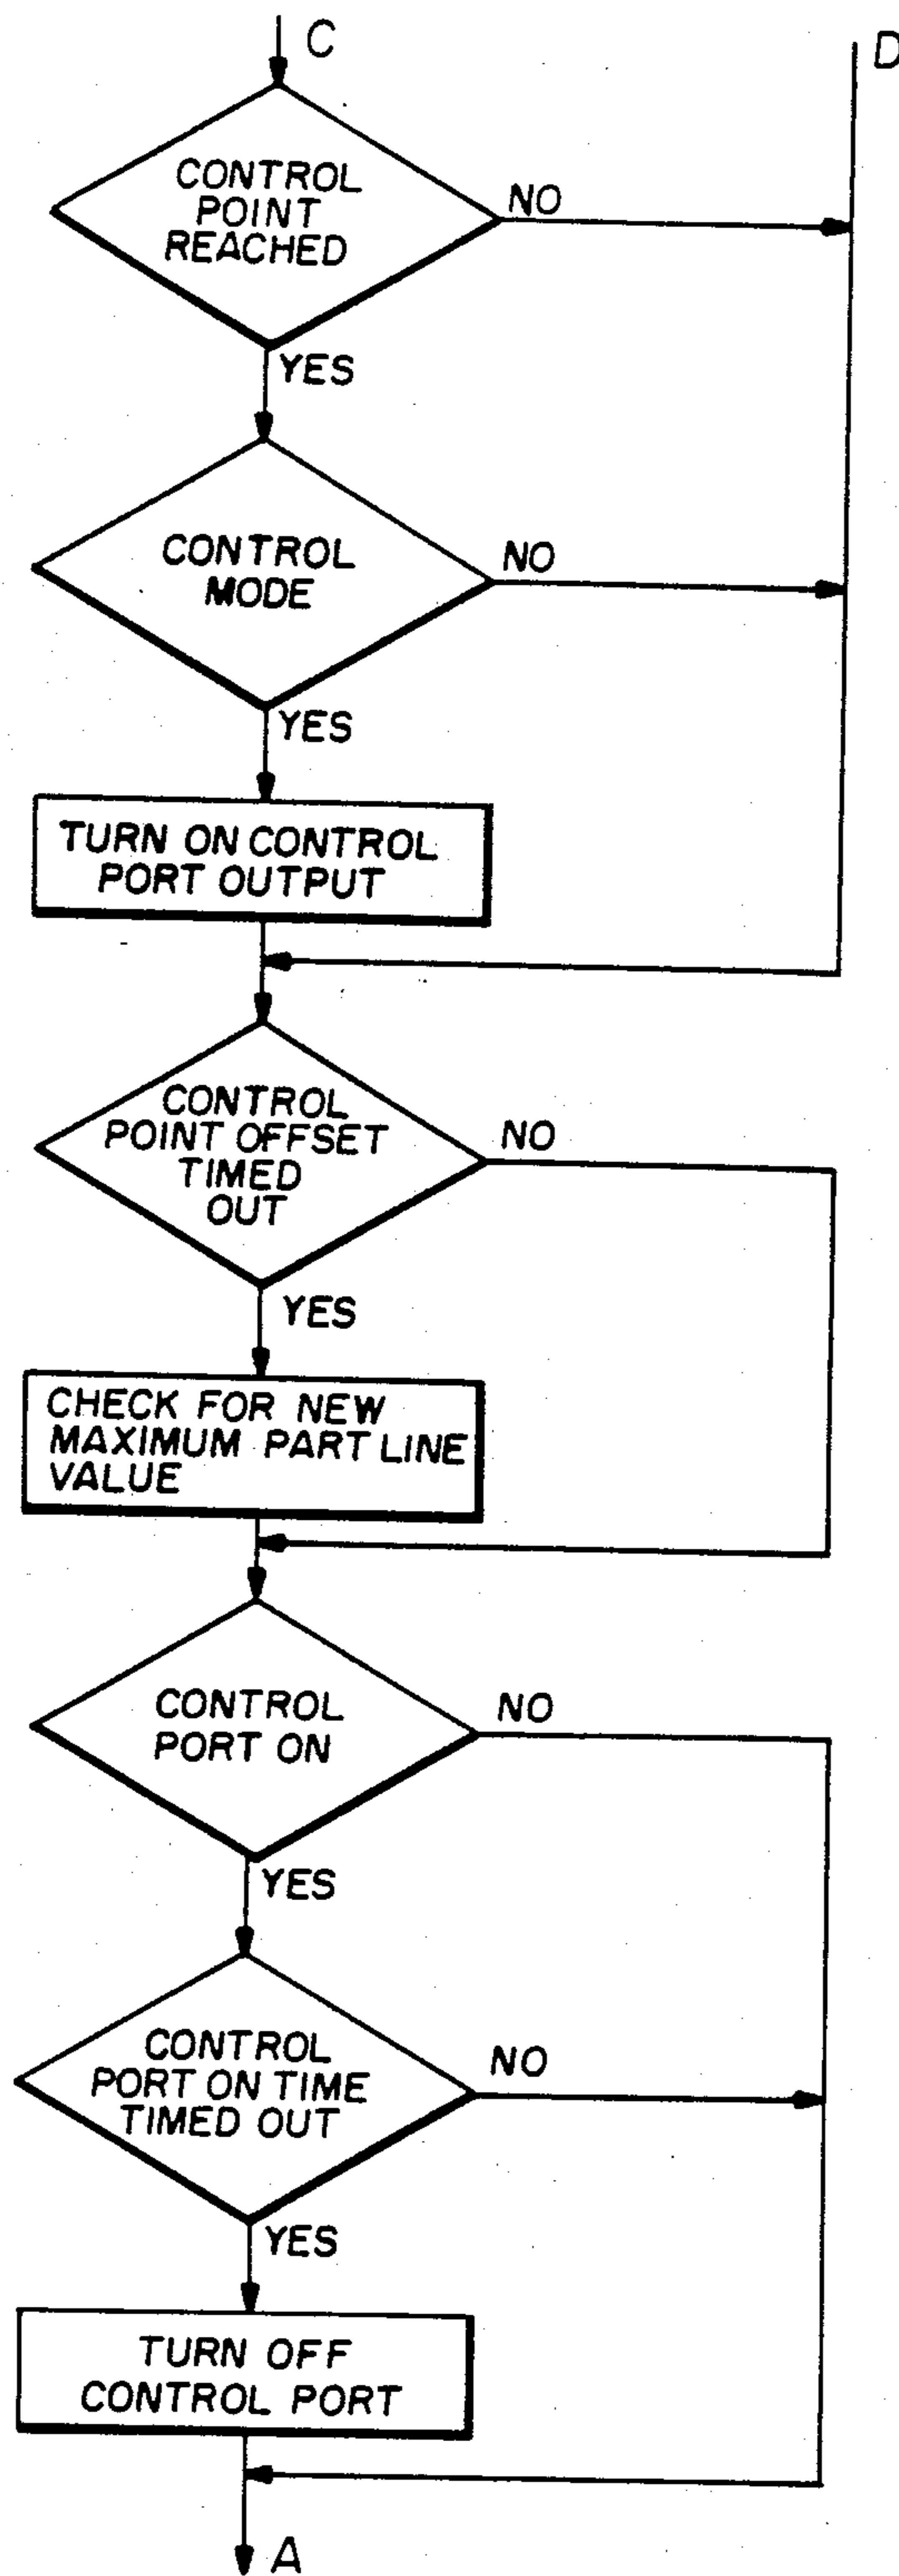 C
D
CONTROL
POINT
REACHED
NO
YES
CONTROL
MODE
NO
YES
TURN ON CONTROL
PORT OUTPUT
CONTROL
POINT OFFSET
TIMED
OUT
NO
YES
CHECK FOR NEW
MAXIMUM PART LINE
VALUE
CONTROL
PORT ON
NO
YES
CONTROL
PORT ON TIME
TIMED OUT
NO
YES
TURN OFF
CONTROL PORT
A